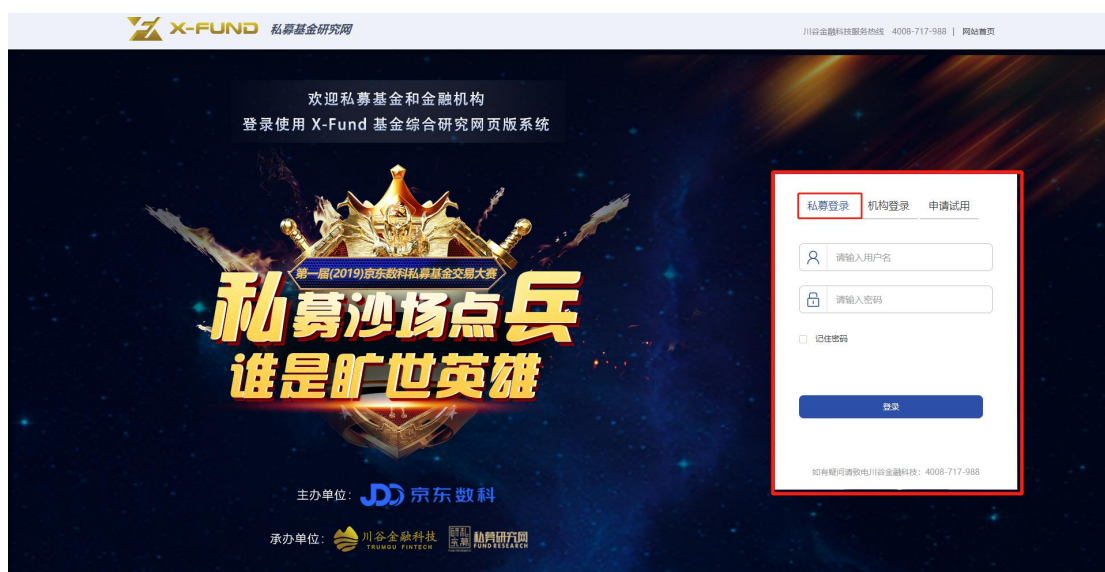 X-FUND 私募基金研究网
川谷金融科技服务热线 4008-717-988 | 网站首页
欢迎私募基金和金融机构
登录使用 X-Fund 基金综合研究网页版系统
第一届(2019)京东数科私募基金交易大赛
私募沙场点兵
谁是旷世英雄
主办单位: JDD 京东数科
承办单位: 川谷金融科技 TRUMGU FINTECH 私募研究网 FUND RESEARCH
私募登录 机构登录 申请试用
请输入用户名
请输入密码
记住密码
登录
如有疑问请致电川谷金融科技: 4008-717-988